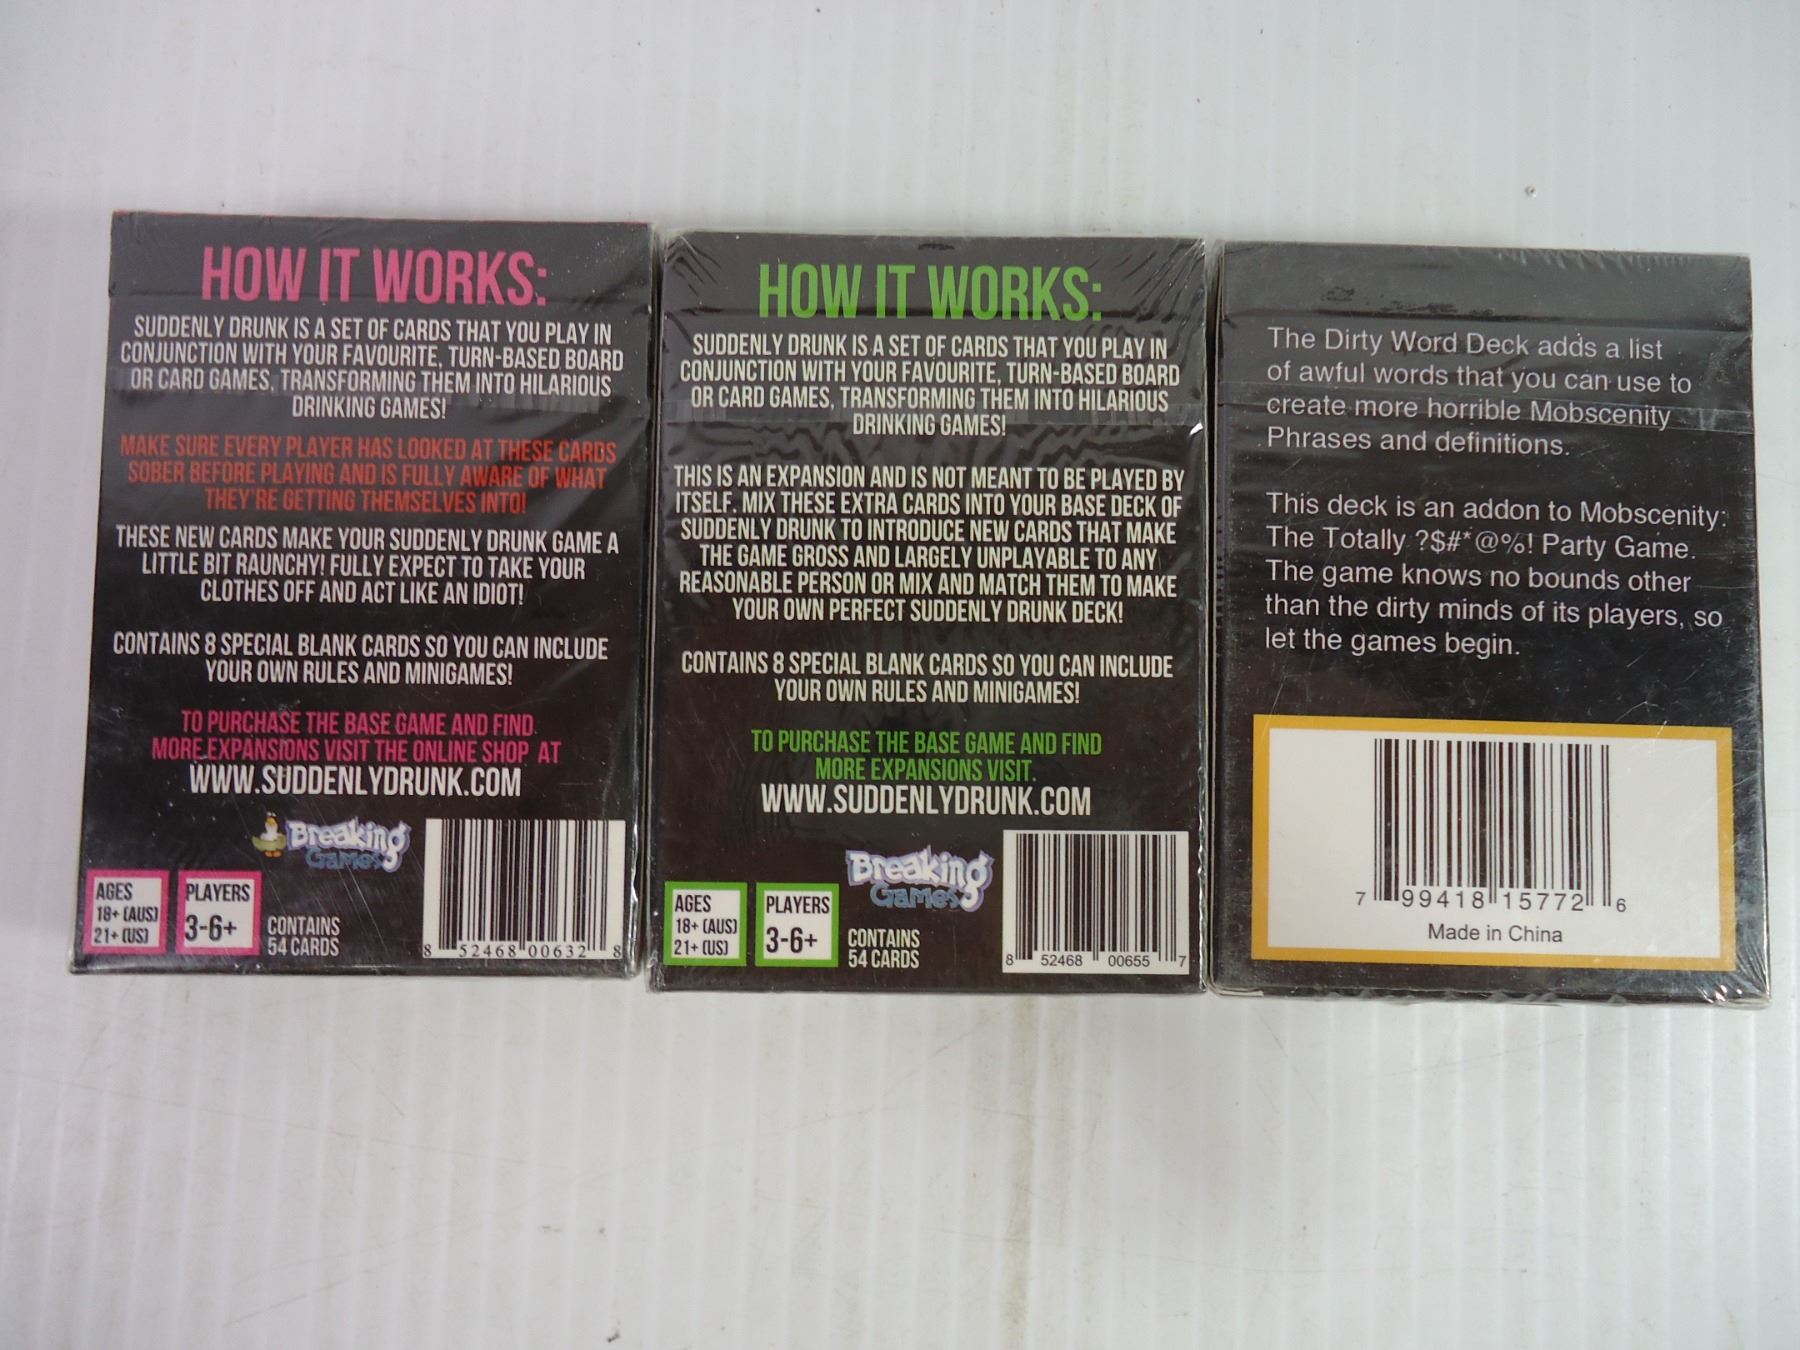 HOW IT WORKS:
SUDDENLY DRUNK IS A SET OF CARDS THAT YOU PLAY IN
CONJUNCTION WITH YOUR FAVOURITE, TURN-BASED BOARD
OR CARD GAMES, TRANSFORMING THEM INTO HILARIOUS
DRINKING GAMES!
MAKE SURE EVERY PLAYER HAS LOOKED AT THESE CARDS
SOBER BEFORE PLAYING AND IS FULLY AWARE OF WHAT
THEY'RE GETTING THEMSELVES INTO!
THESE NEW CARDS MAKE YOUR SUDDENLY DRUNK GAME A
LITTLE BIT RAUNCHY! FULLY EXPECT TO TAKE YOUR
CLOTHES OFF AND ACT LIKE AN IDIOT!
CONTAINS 8 SPECIAL BLANK CARDS SO YOU CAN INCLUDE
YOUR OWN RULES AND MINIGAMES!
TO PURCHASE THE BASE GAME AND FIND
MORE EXPANSIONS VISIT THE ONLINE SHOP AT
WWW.SUDDENLYDRUNK.COM
Breaking
Games
AGES
18+ (AUS)
21+ (US)
PLAYERS
3-6+
CONTAINS
54 CARDS
8 52468 00632 8
HOW IT WORKS:
SUDDENLY DRUNK IS A SET OF CARDS THAT YOU PLAY IN
CONJUNCTION WITH YOUR FAVOURITE, TURN-BASED BOARD
OR CARD GAMES, TRANSFORMING THEM INTO HILARIOUS
DRINKING GAMES!
THIS IS AN EXPANSION AND IS NOT MEANT TO BE PLAYED BY
ITSELF. MIX THESE EXTRA CARDS INTO YOUR BASE DECK OF
SUDDENLY DRUNK TO INTRODUCE NEW CARDS THAT MAKE
THE GAME GROSS AND LARGELY UNPLAYABLE TO ANY
REASONABLE PERSON OR MIX AND MATCH THEM TO MAKE
YOUR OWN PERFECT SUDDENLY DRUNK DECK!
CONTAINS 8 SPECIAL BLANK CARDS SO YOU CAN INCLUDE
YOUR OWN RULES AND MINIGAMES!
TO PURCHASE THE BASE GAME AND FIND
MORE EXPANSIONS VISIT.
WWW.SUDDENLYDRUNK.COM
Breaking
Games
AGES
18+ (AUS)
21+ (US)
PLAYERS
3-6+
CONTAINS
54 CARDS
8 52468 00655 7
The Dirty Word Deck adds a list
of awful words that you can use to
create more horrible Mobscenity
Phrases and definitions.
This deck is an addon to Mobscenity:
The Totally ?$#*@%! Party Game.
The game knows no bounds other
than the dirty minds of its players, so
let the games begin.
7 99418 15772 6
Made in China